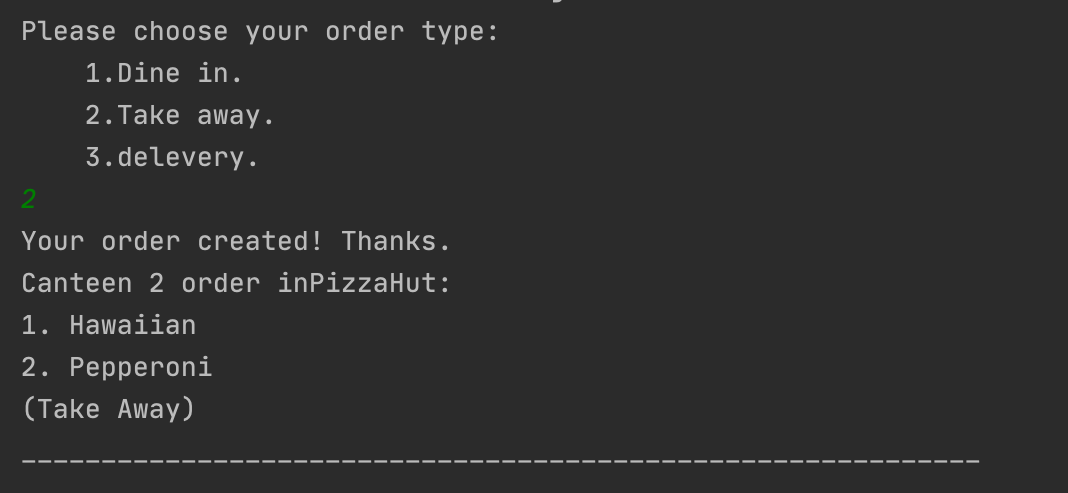 Please choose your order type:
    1.Dine in.
    2.Take away.
    3.delevery.
2
Your order created! Thanks.
Canteen 2 order inPizzaHut:
1. Hawaiian
2. Pepperoni
(Take Away)
____________________________________________________________